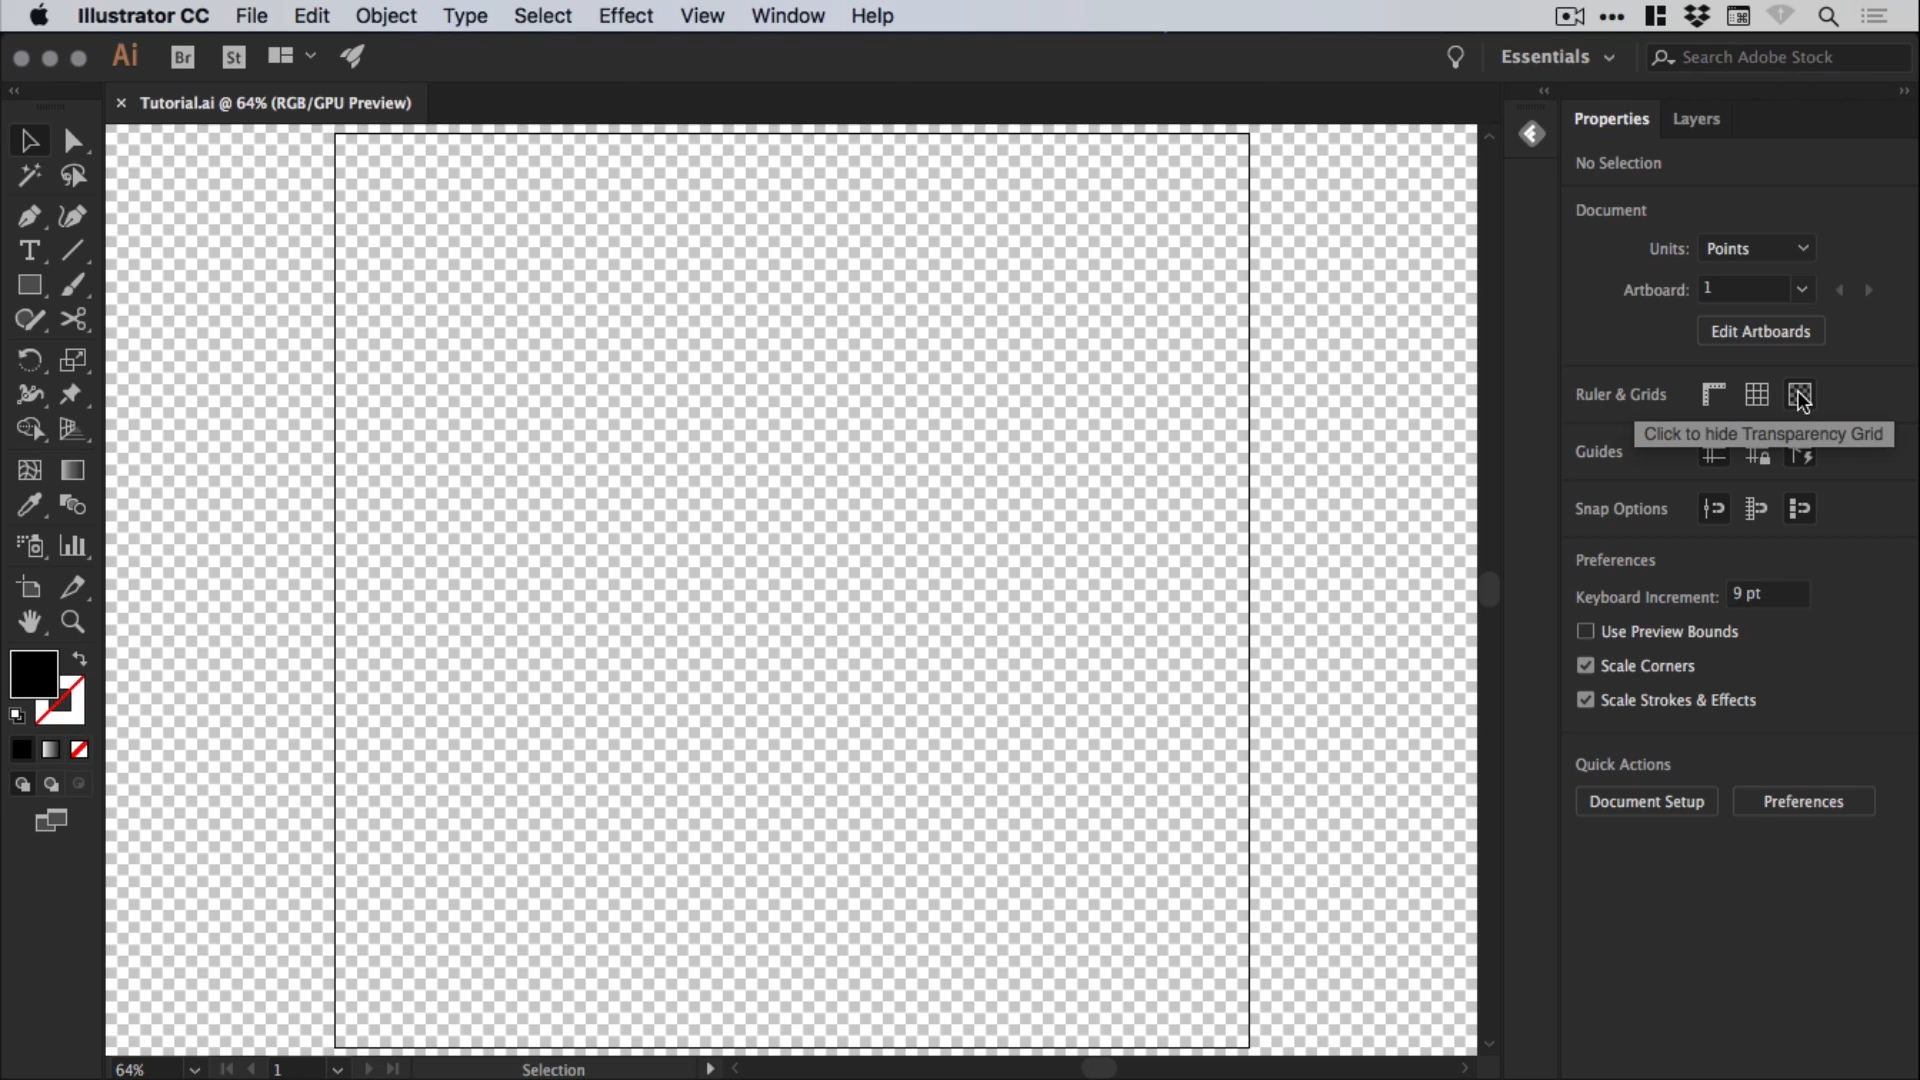 Illustrator CC File Edit Object Type Select Effect View Window Help
Ai Br St Essentials Search Adobe Stock
Tutorial.ai @ 64% (RGB/GPU Preview)
Properties Layers
No Selection
Document
Units: Points
Artboard: 1
Edit Artboards
Ruler & Grids
Click to hide Transparency Grid
Guides
Snap Options
Preferences
Keyboard Increment: 9 pt
Use Preview Bounds
Scale Corners
Scale Strokes & Effects
Quick Actions
Document Setup Preferences
64% 1 Selection